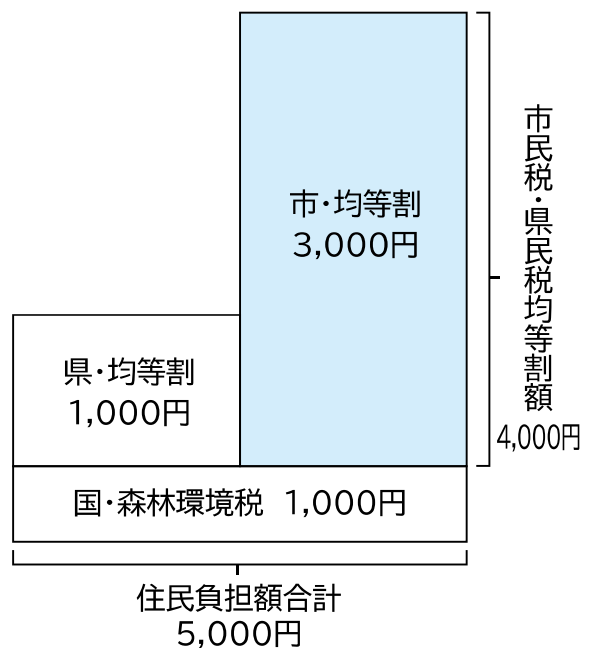 市・均等割
3,000円
市民税・県民税均等割額
4,000円
県・均等割
1,000円
国・森林環境税 1,000円
住民負担額合計
5,000円